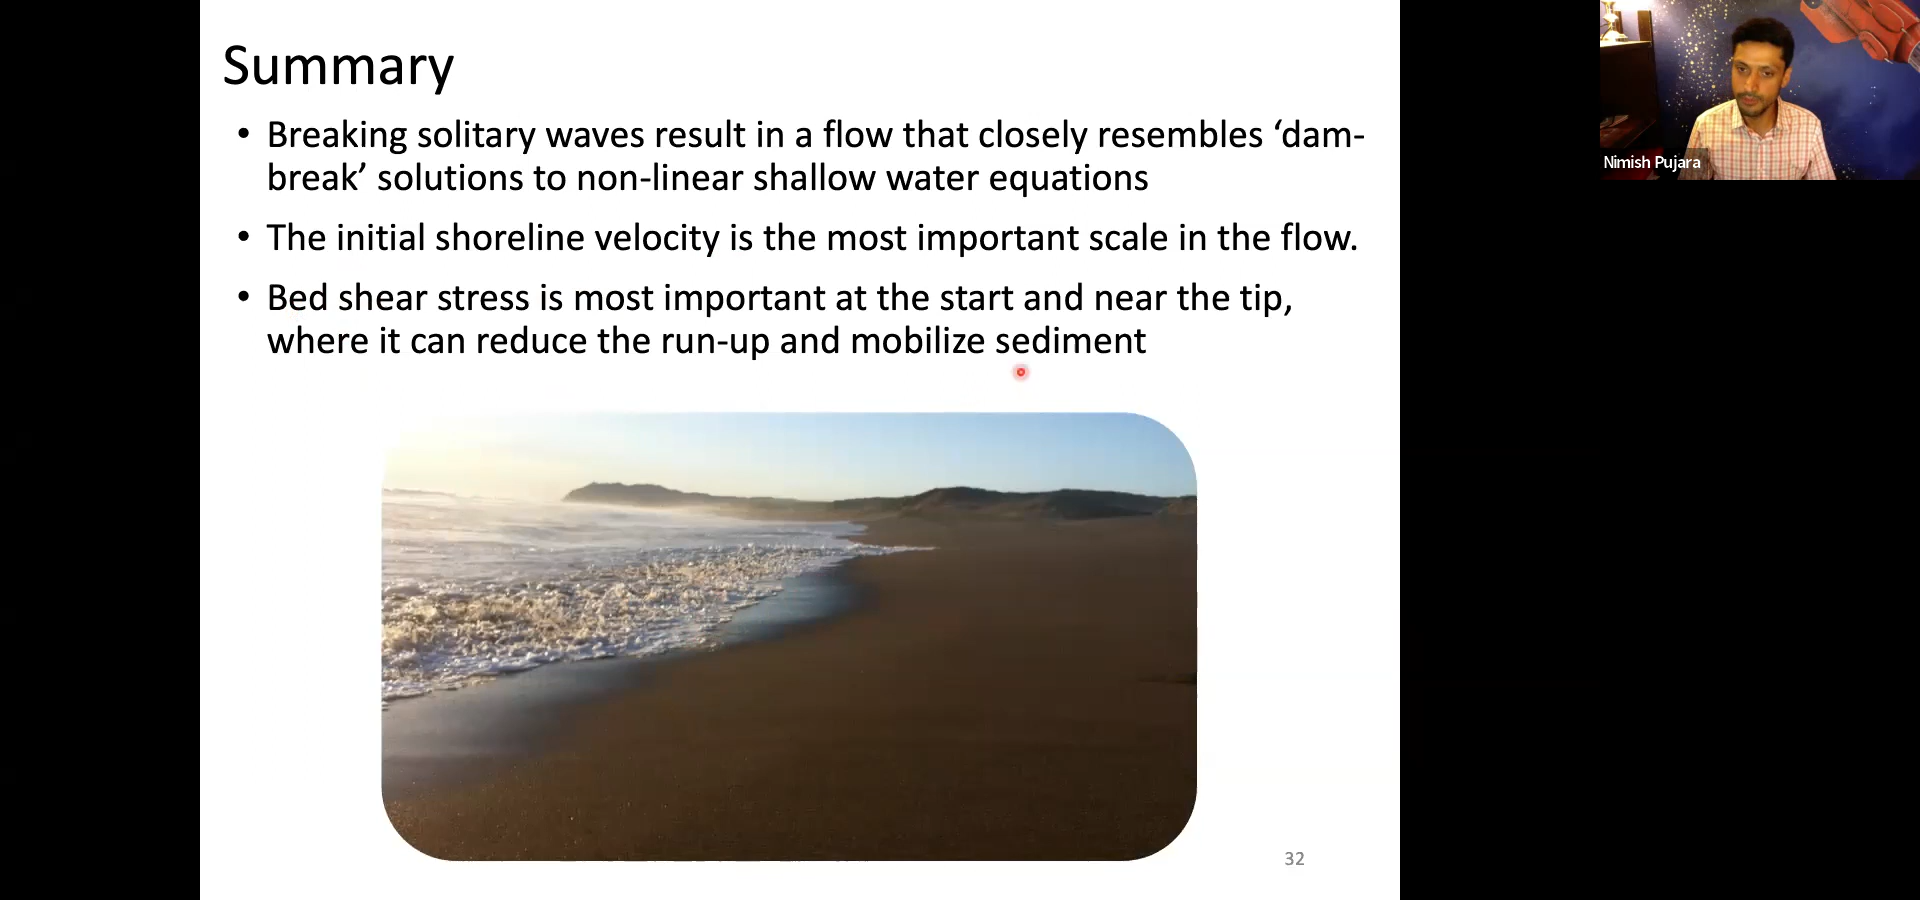 Summary
• Breaking solitary waves result in a flow that closely resembles ‘dam-
break’ solutions to non-linear shallow water equations
• The initial shoreline velocity is the most important scale in the flow.
• Bed shear stress is most important at the start and near the tip,
where it can reduce the run-up and mobilize sediment
32
Nimish Pujara